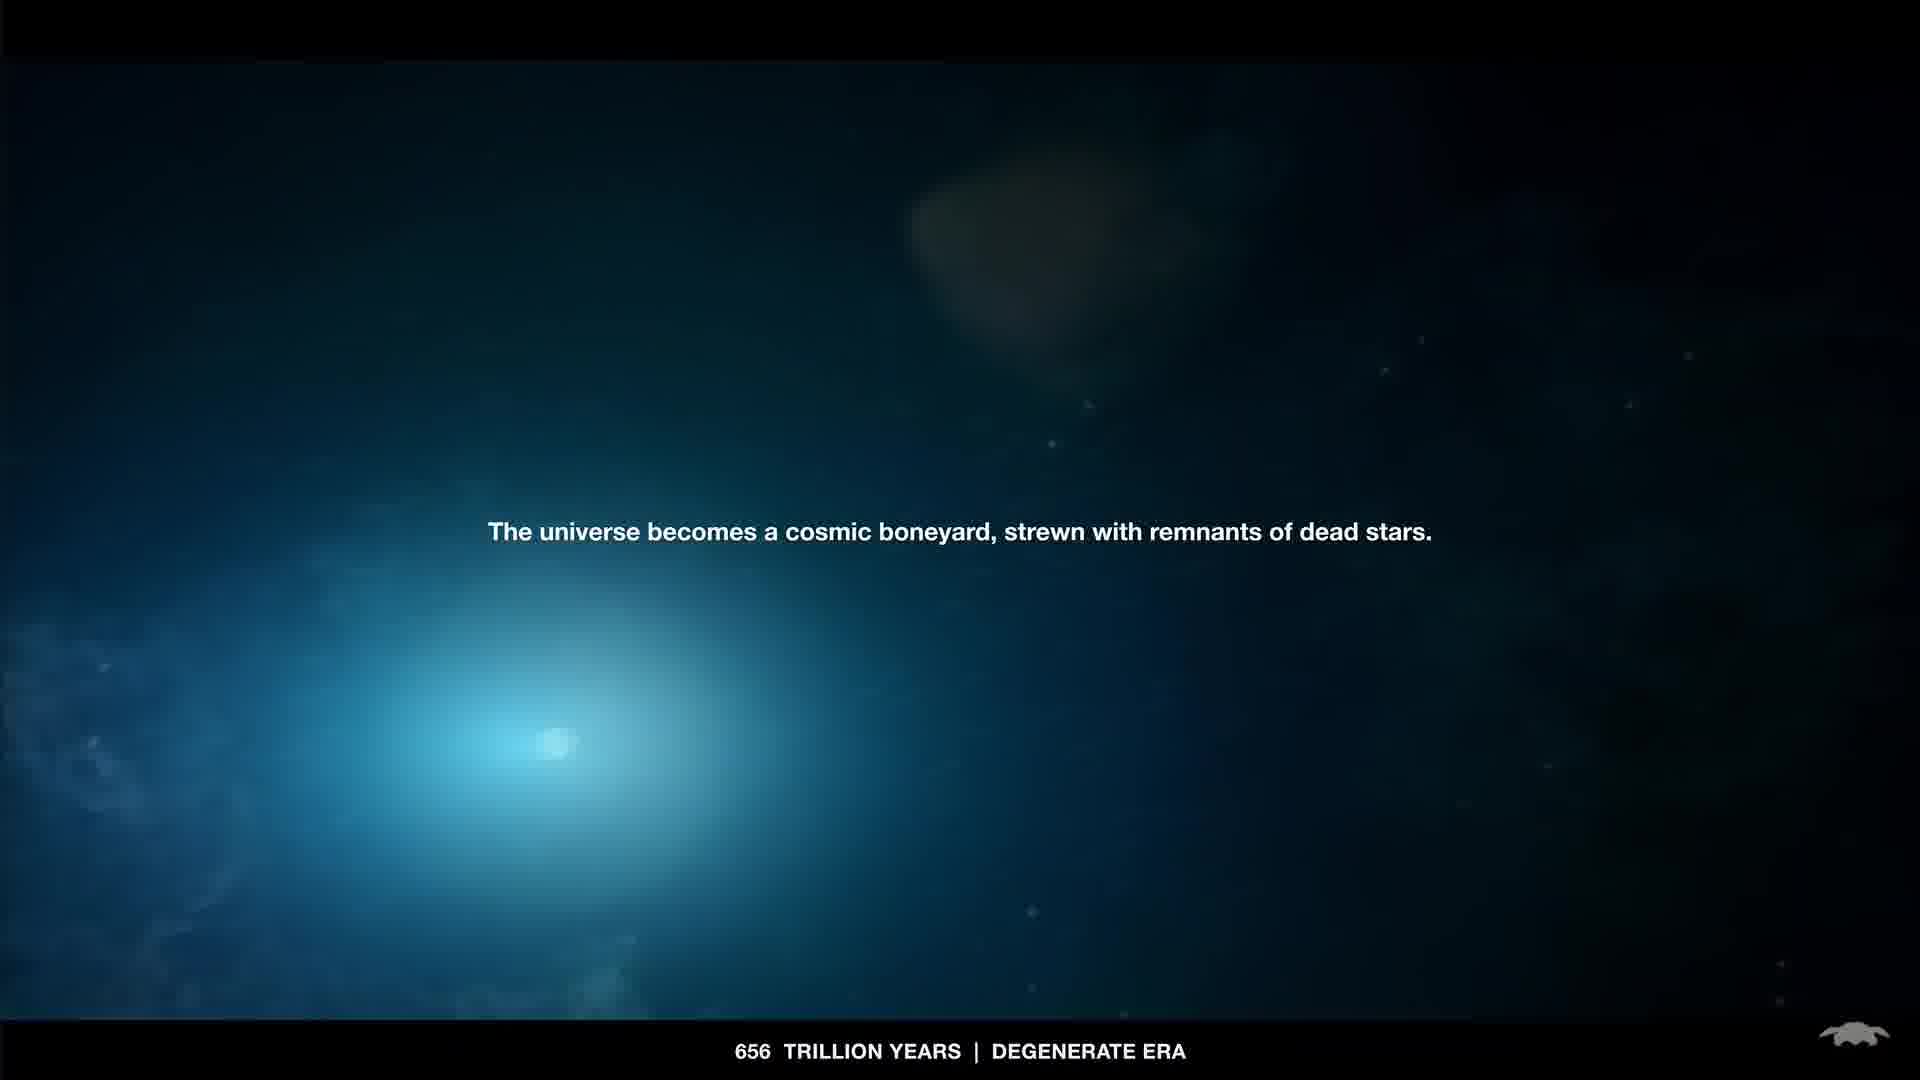 The universe becomes a cosmic boneyard, strewn with remnants of dead stars.
656 TRILLION YEARS | DEGENERATE ERA